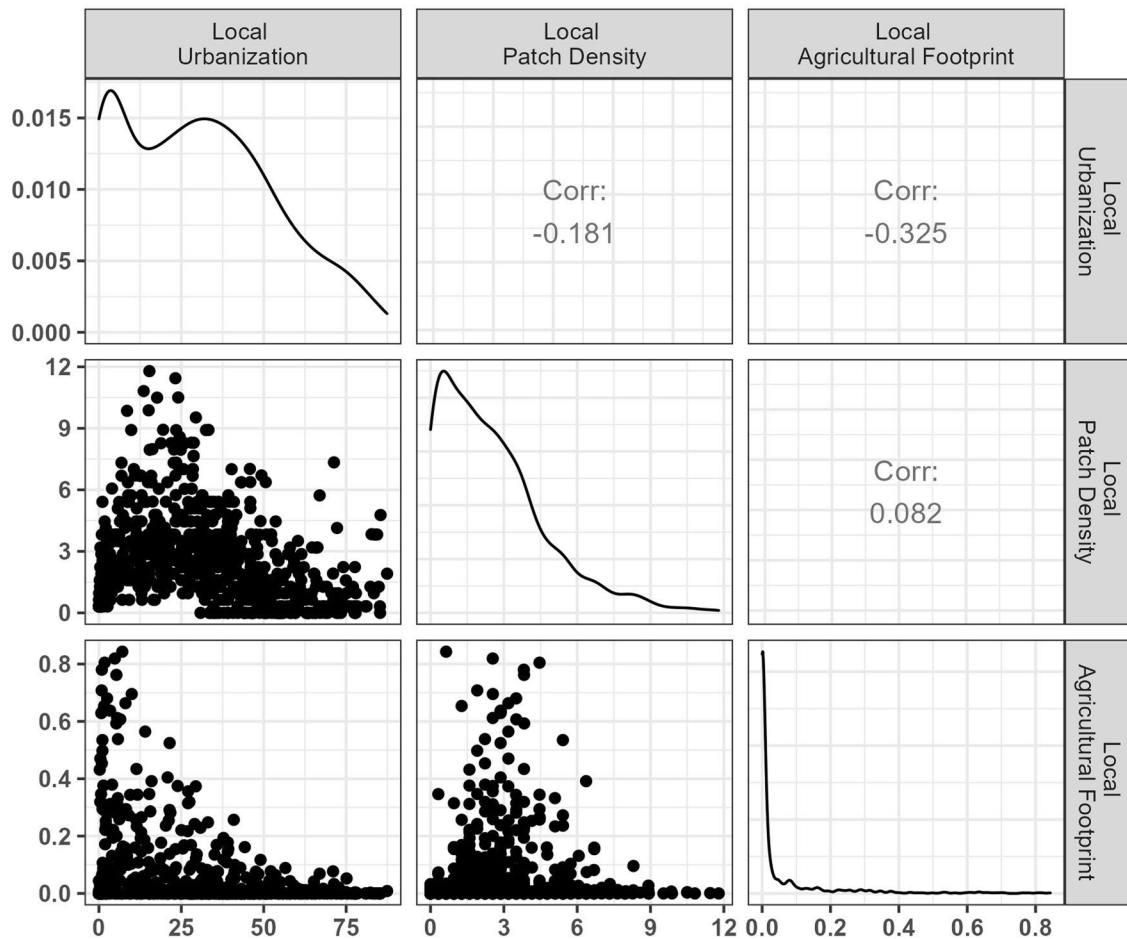 Local
Urbanization
Local
Patch Density
Local
Agricultural Footprint
0.015
0.010
0.005
0.000
Corr:
-0.181
Corr:
-0.325
Local
Urbanization
12
9
6
3
0
Corr:
0.082
Local
Patch Density
0.8
0.6
0.4
0.2
0.0
Local
Agricultural Footprint
0 25 50 75
0 3 6 9 12
0.0 0.2 0.4 0.6 0.8